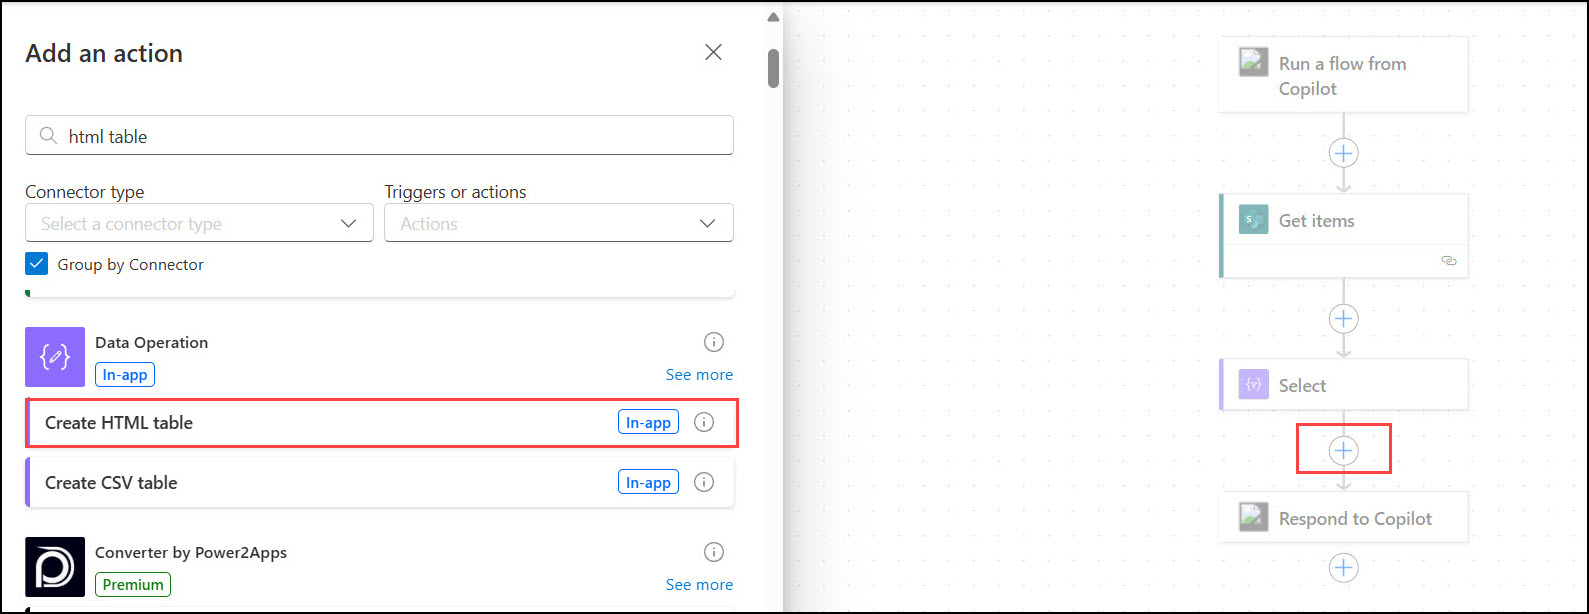 Add an action
html table
Connector type
Triggers or actions
Select a connector type
Actions
Group by Connector
Data Operation
In-app
See more
Create HTML table
In-app
Create CSV table
In-app
Converter by Power2Apps
Premium
See more
Run a flow from
Copilot
Get items
Select
Respond to Copilot